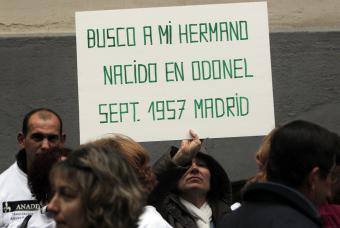 BUSCO A MI HERMANO
NACIDO EN ODONEL
SEPT. 1957 MADRID
ANADE